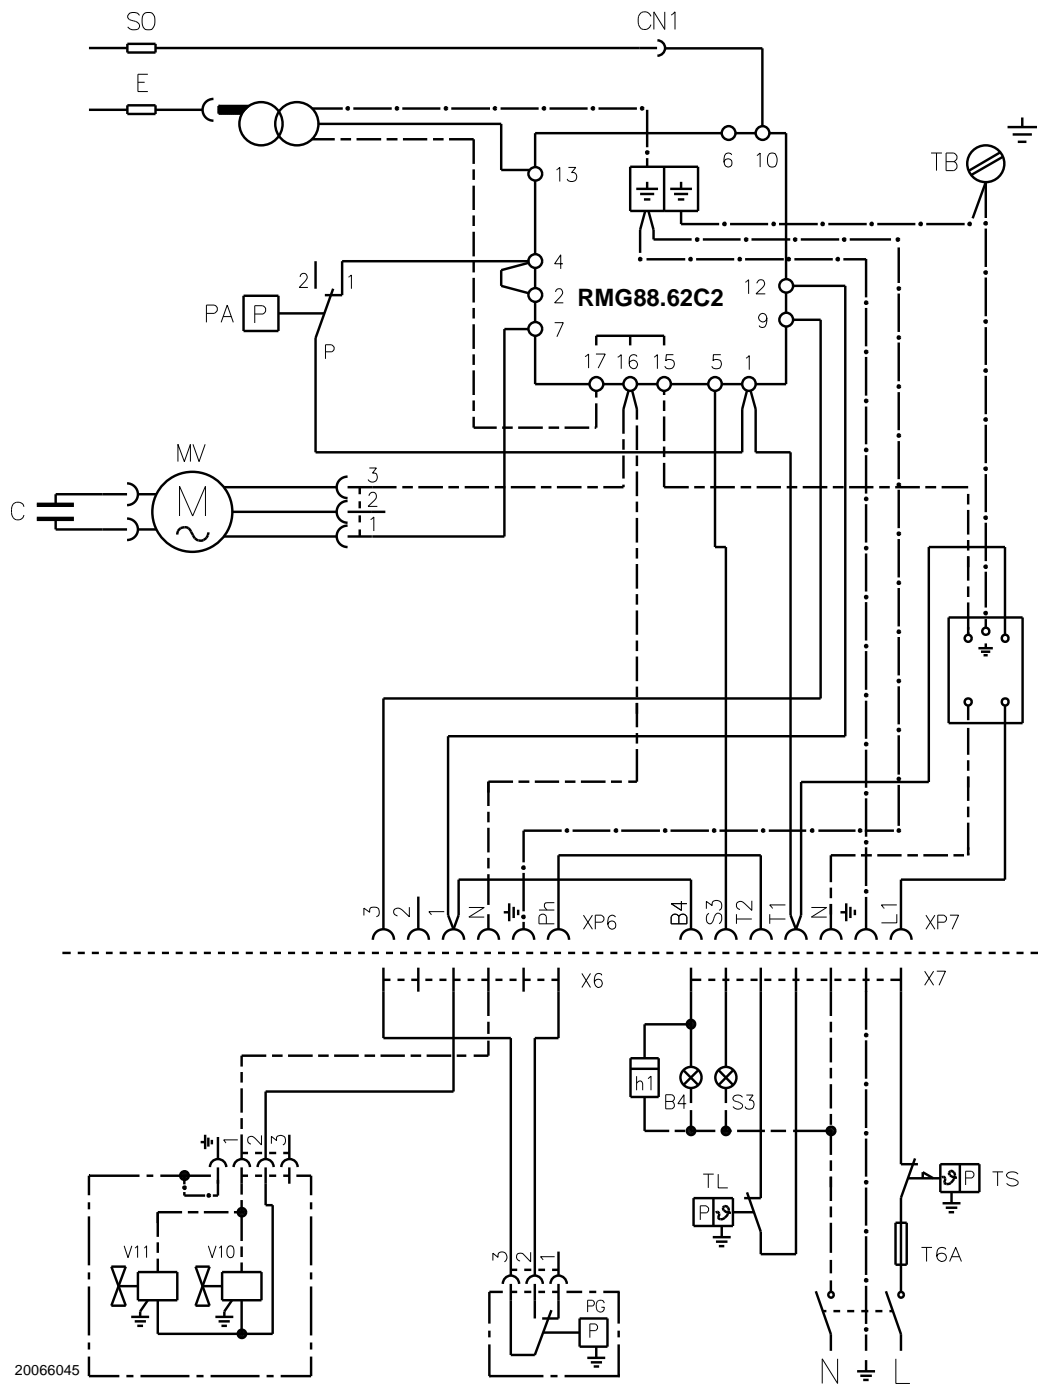 SO CN1
E
6 10 TB
13
2 1 4 12
PA P 2 RMG88.62C2
7 9
P 17 16 15 5 1
MV
3
C M 2
1
3 2 1 N Ph XP6 B4 S3 T2 T1 N L1 XP7
X6 X7
h1 B4 S3
1 2 3
TL P ϑ ϑ P TS
V11 V10 3 2 1 T6A
PG
P
20066045 N L